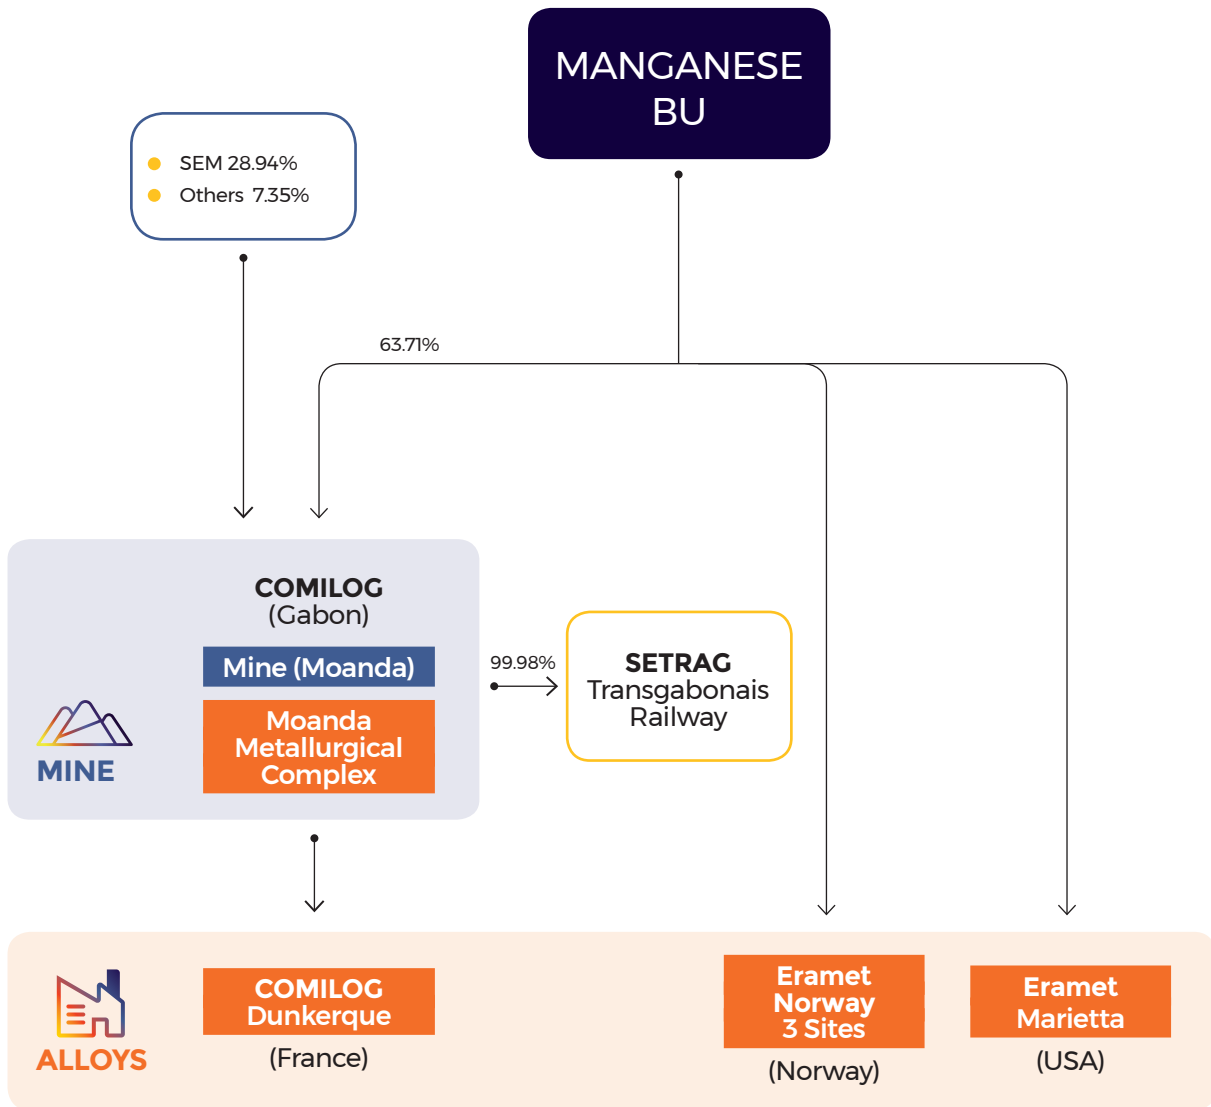 MANGANESE
BU
SEM 28.94%
Others 7.35%
63.71%
COMILOG
(Gabon)
Mine (Moanda)
Moanda
Metallurgical
Complex
MINE
99.98%
SETRAG
Transgabonais
Railway
ALLOYS
COMILOG
Dunkerque
(France)
Eramet
Norway
3 Sites
(Norway)
Eramet
Marietta
(USA)